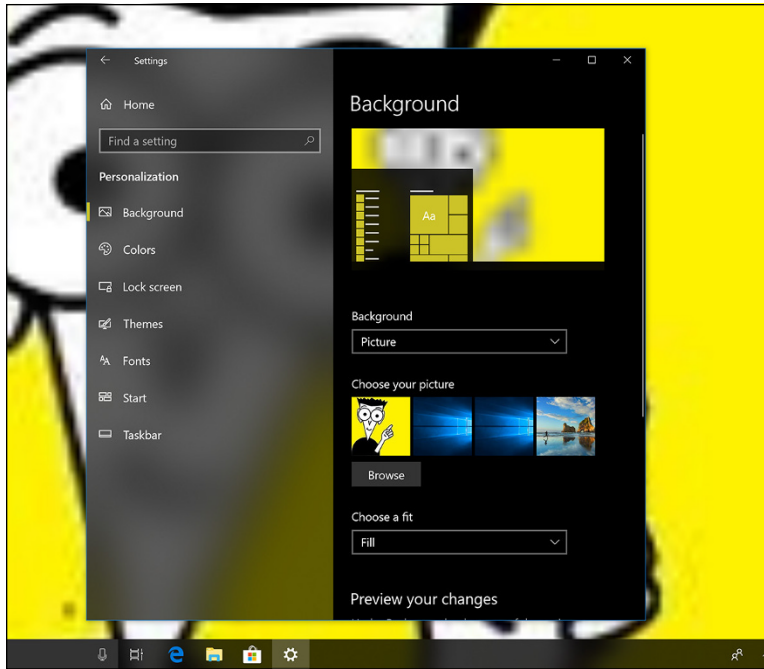 Settings
Home
Find a setting
Personalization
Background
Colors
Lock screen
Themes
Fonts
Start
Taskbar
Background
Aa
Background
Picture
Choose your picture
Browse
Choose a fit
Fill
Preview your changes